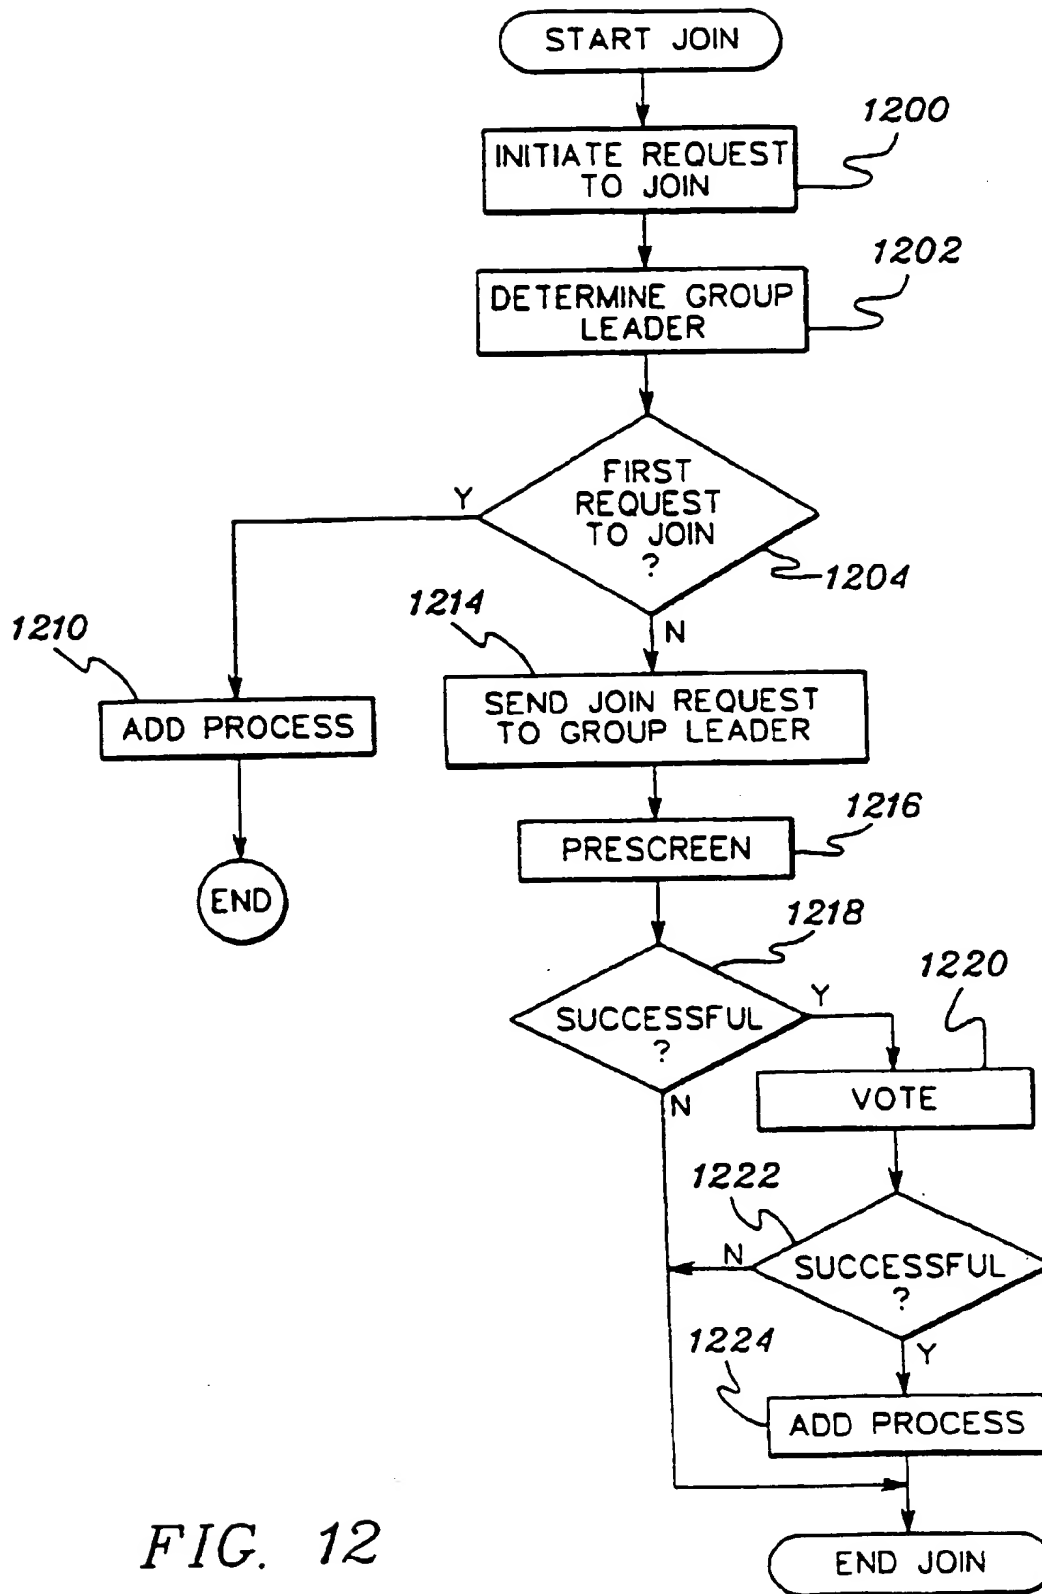 START JOIN
1200
INITIATE REQUEST
TO JOIN
1202
DETERMINE GROUP
LEADER
FIRST
REQUEST
TO JOIN
?
Y
1204
N
1214
1210
SEND JOIN REQUEST
TO GROUP LEADER
ADD PROCESS
1216
PRESCREEN
END
1218
SUCCESSFUL
?
Y
N
1220
VOTE
1222
SUCCESSFUL
?
N
Y
1224
ADD PROCESS
FIG. 12
END JOIN